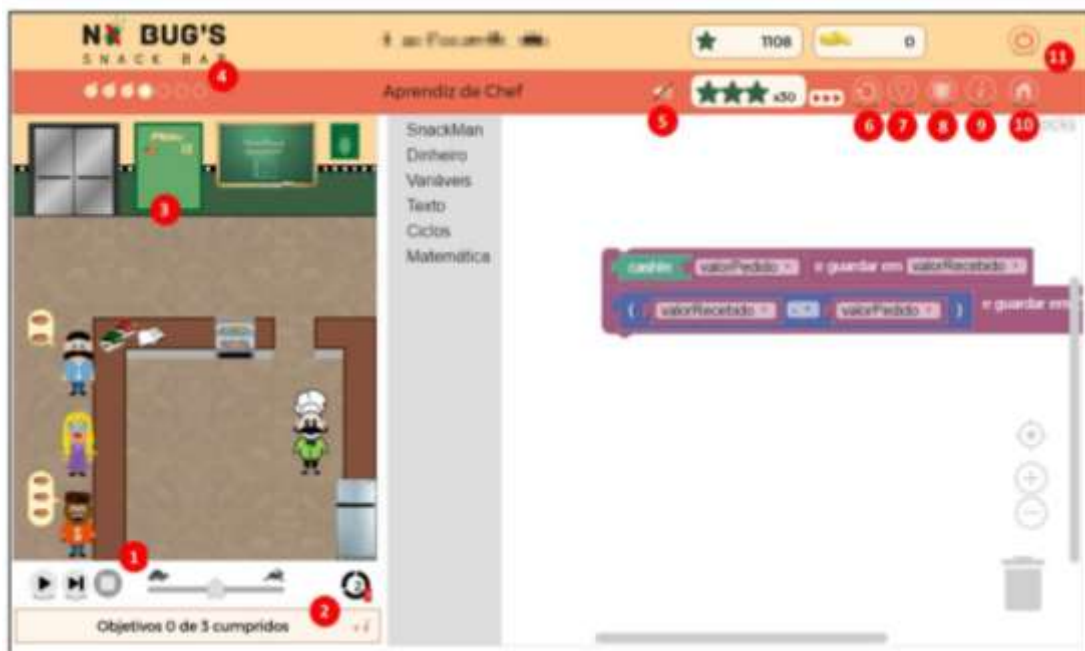 NO BUG'S
SNACK BAR
1108
0
11
4
Aprendiz de Chef
x30
5
6
7
8
9
10
SnackMan
Dinheiro
Variáveis
Texto
Ciclos
Matemática
Menu
3
cashIn valorPedido e guardar em valorRecebido
( valorRecebido - valorPedido ) e guardar em
1
2
Objetivos 0 de 3 cumpridos
+ i